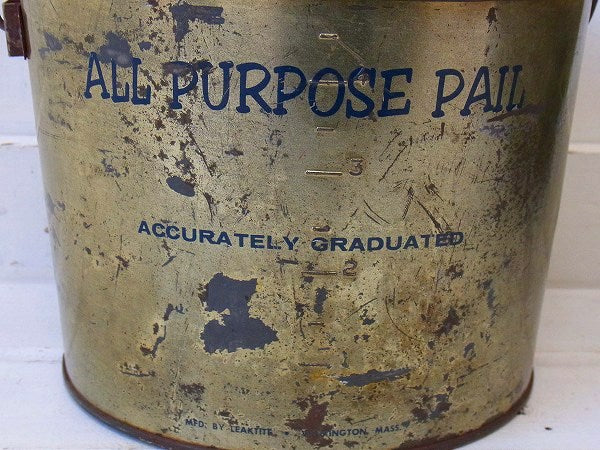 ALL PURPOSE PAIL
3
ACCURATELY GRADUATED
2
MFD. BY LEAKTITE MASS.